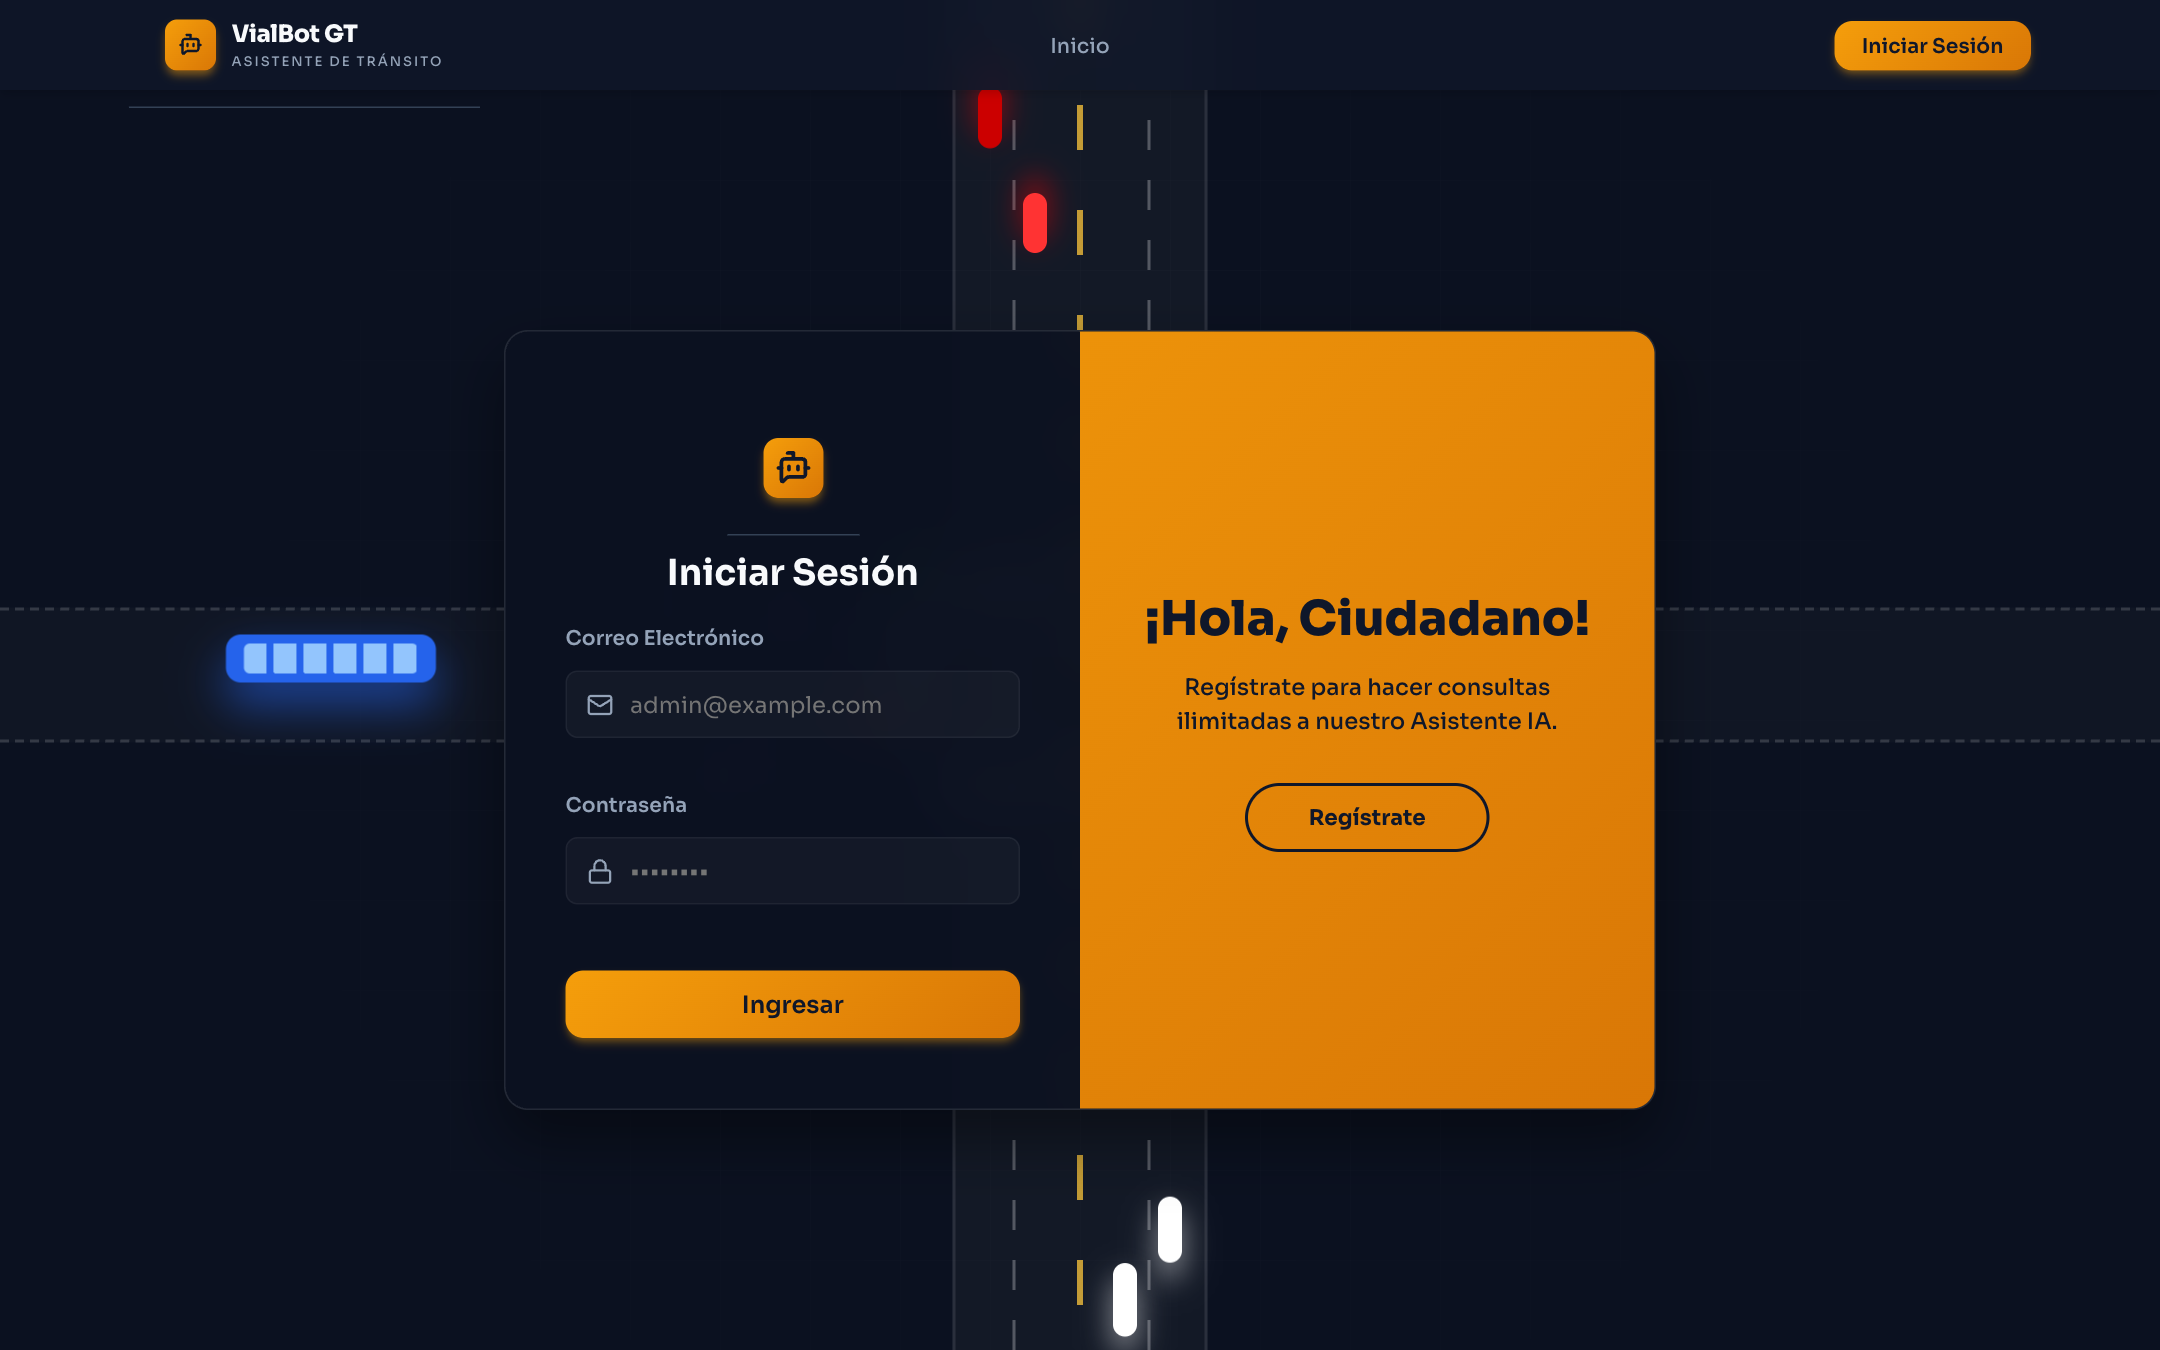 VialBot GT
ASISTENTE DE TRÁNSITO
Inicio
Iniciar Sesión
Iniciar Sesión
Correo Electrónico
admin@example.com
Contraseña
Ingresar
¡Hola, Ciudadano!
Regístrate para hacer consultas
ilimitadas a nuestro Asistente IA.
Regístrate